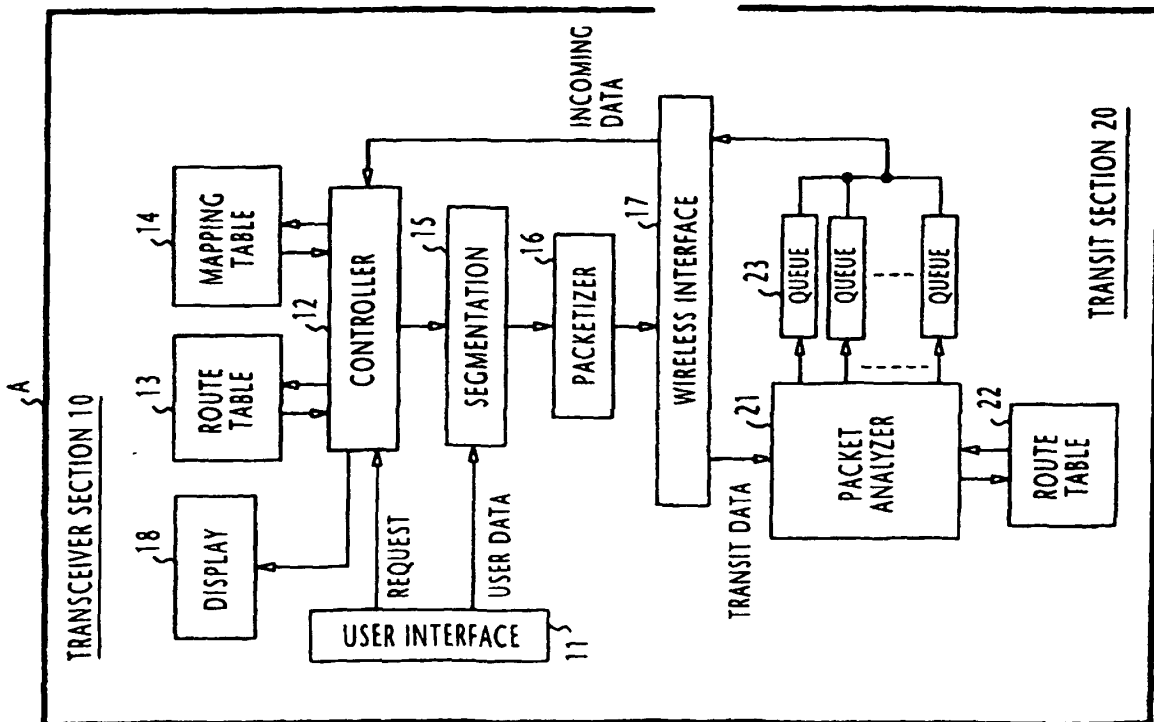 A
TRANSCEIVER SECTION 10
18
DISPLAY
13
ROUTE
TABLE
14
MAPPING
TABLE
12
CONTROLLER
REQUEST
INCOMING
DATA
USER INTERFACE
11
USER DATA
15
SEGMENTATION
16
PACKETIZER
17
WIRELESS INTERFACE
TRANSIT DATA
21
PACKET
ANALYZER
22
ROUTE
TABLE
23
QUEUE
QUEUE
QUEUE
TRANSIT SECTION 20